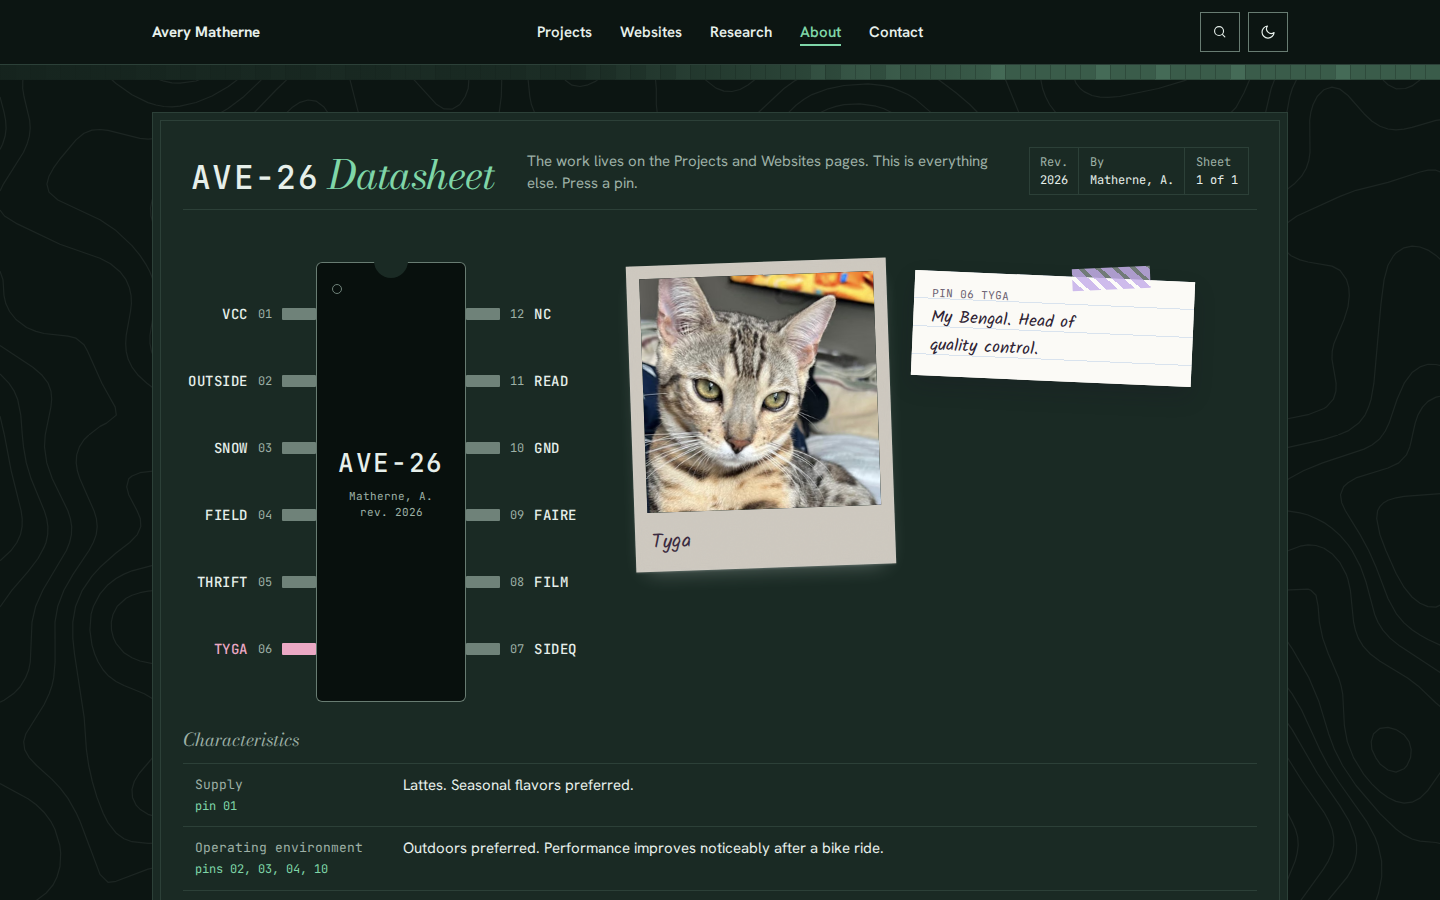 Avery Matherne
Projects
Websites
Research
About
Contact
AVE-26 Datasheet
The work lives on the Projects and Websites pages. This is everything
else. Press a pin.
Rev.
2026
By
Matherne, A.
Sheet
1 of 1
VCC 01
OUTSIDE 02
SNOW 03
FIELD 04
THRIFT 05
TYGA 06
AVE-26
Matherne, A.
rev. 2026
12 NC
11 READ
10 GND
09 FAIRE
08 FILM
07 SIDEQ
Tyga
PIN 06 TYGA
My Bengal. Head of
quality control.
Characteristics
Supply
pin 01
Lattes. Seasonal flavors preferred.
Operating environment
pins 02, 03, 04, 10
Outdoors preferred. Performance improves noticeably after a bike ride.